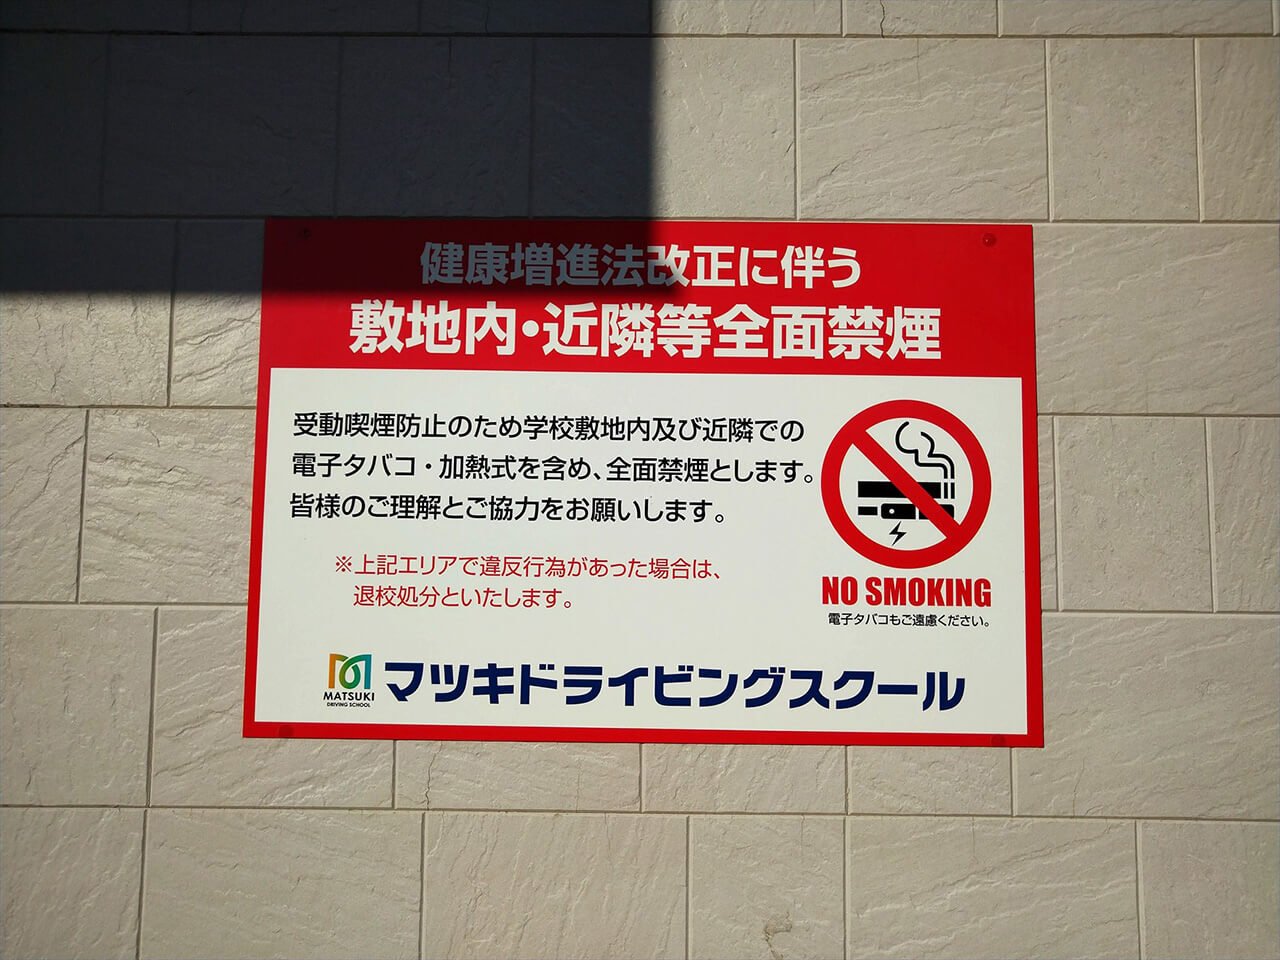 健康増進法改正に伴う
敷地内・近隣等全面禁煙
受動喫煙防止のため学校敷地内及び近隣での
電子タバコ・加熱式を含め、全面禁煙とします。
皆様のご理解とご協力をお願いします。
※上記エリアで違反行為があった場合は、
退校処分といたします。
NO SMOKING
電子タバコもご遠慮ください。
MATSUKI
DRIVING SCHOOL
マツキドライビングスクール